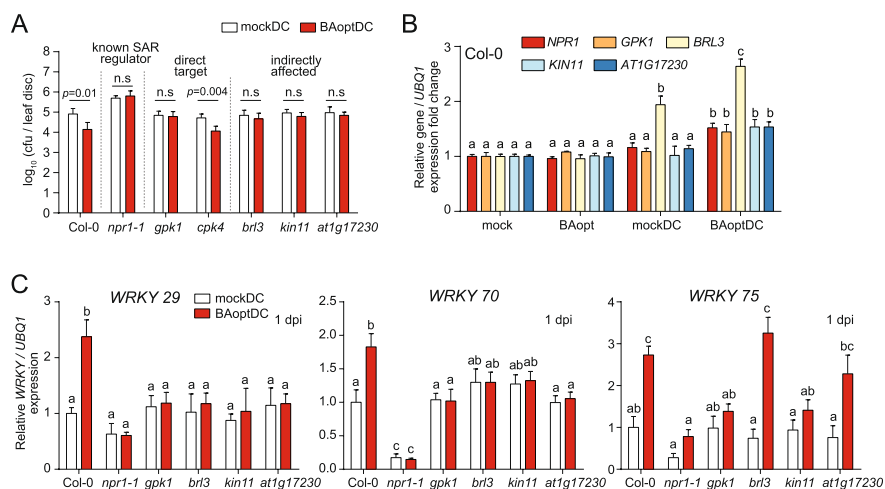 A
mockDC BAoptDC
known SAR
regulator
direct
target
indirectly
affected
p=0.01 n.s n.s p=0.004 n.s n.s n.s
log10 (cfu / leaf disc)
8
7
6
5
4
3
2
1
0
Col-0 npr1-1 gpk1 cpk4 brl3 kin11 at1g17230
B
Col-0
NPR1 GPK1 BRL3
KIN11 AT1G17230
Relative gene / UBQ1
expression fold change
3
2
1
0
a a a a a
a a a a a
a a b a a
b b c b b
mock BAopt mockDC BAoptDC
C
WRKY 29
mockDC
BAoptDC
1 dpi
Relative WRKY / UBQ1
expression
3
2
1
0
a b a a a a a a a a a a
Col-0 npr1-1 gpk1 brl3 kin11 at1g17230
WRKY 70
1 dpi
2.5
2.0
1.5
1.0
0.5
0.0
a b c c a a ab ab ab ab a a
Col-0 npr1-1 gpk1 brl3 kin11 at1g17230
WRKY 75
1 dpi
4
3
2
1
0
ab c a a ab ab a c a ab a bc
Col-0 npr1-1 gpk1 brl3 kin11 at1g17230